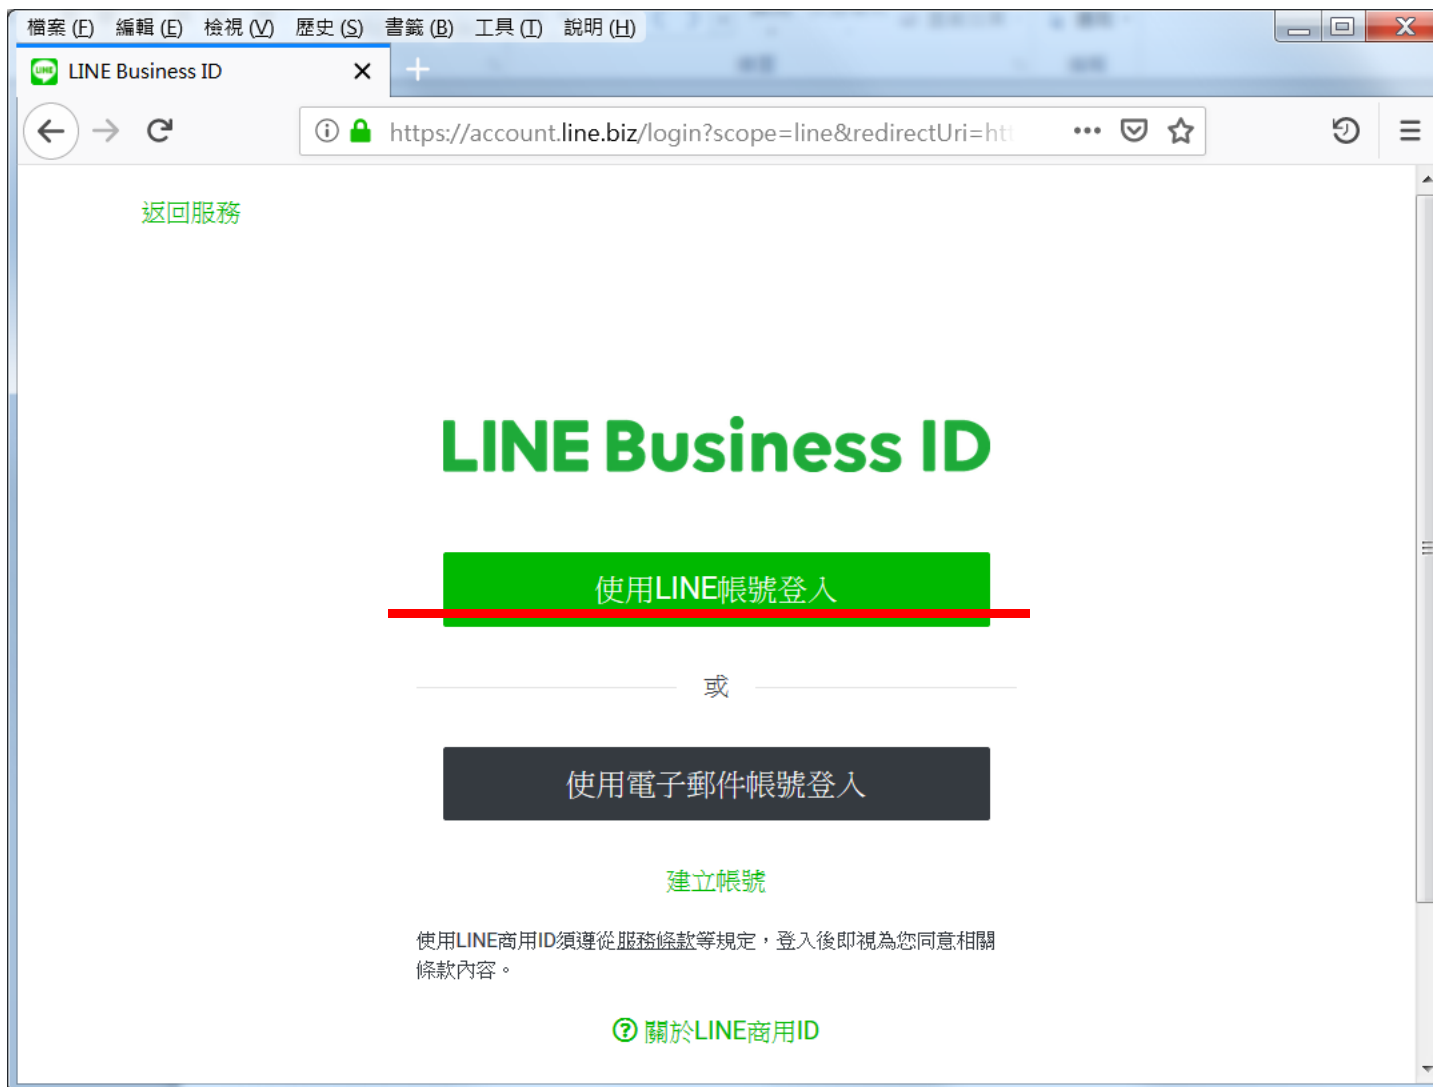 檔案 (F) 編輯 (E) 檢視 (V) 歷史 (S) 書籤 (B) 工具 (T) 說明 (H)
LINE Business ID
https://account.line.biz/login?scope=line&redirectUri=htt
返回服務
LINE Business ID
使用LINE帳號登入
或
使用電子郵件帳號登入
建立帳號
使用LINE商用ID須遵從服務條款等規定，登入後即視為您同意相關
條款內容。
關於LINE商用ID